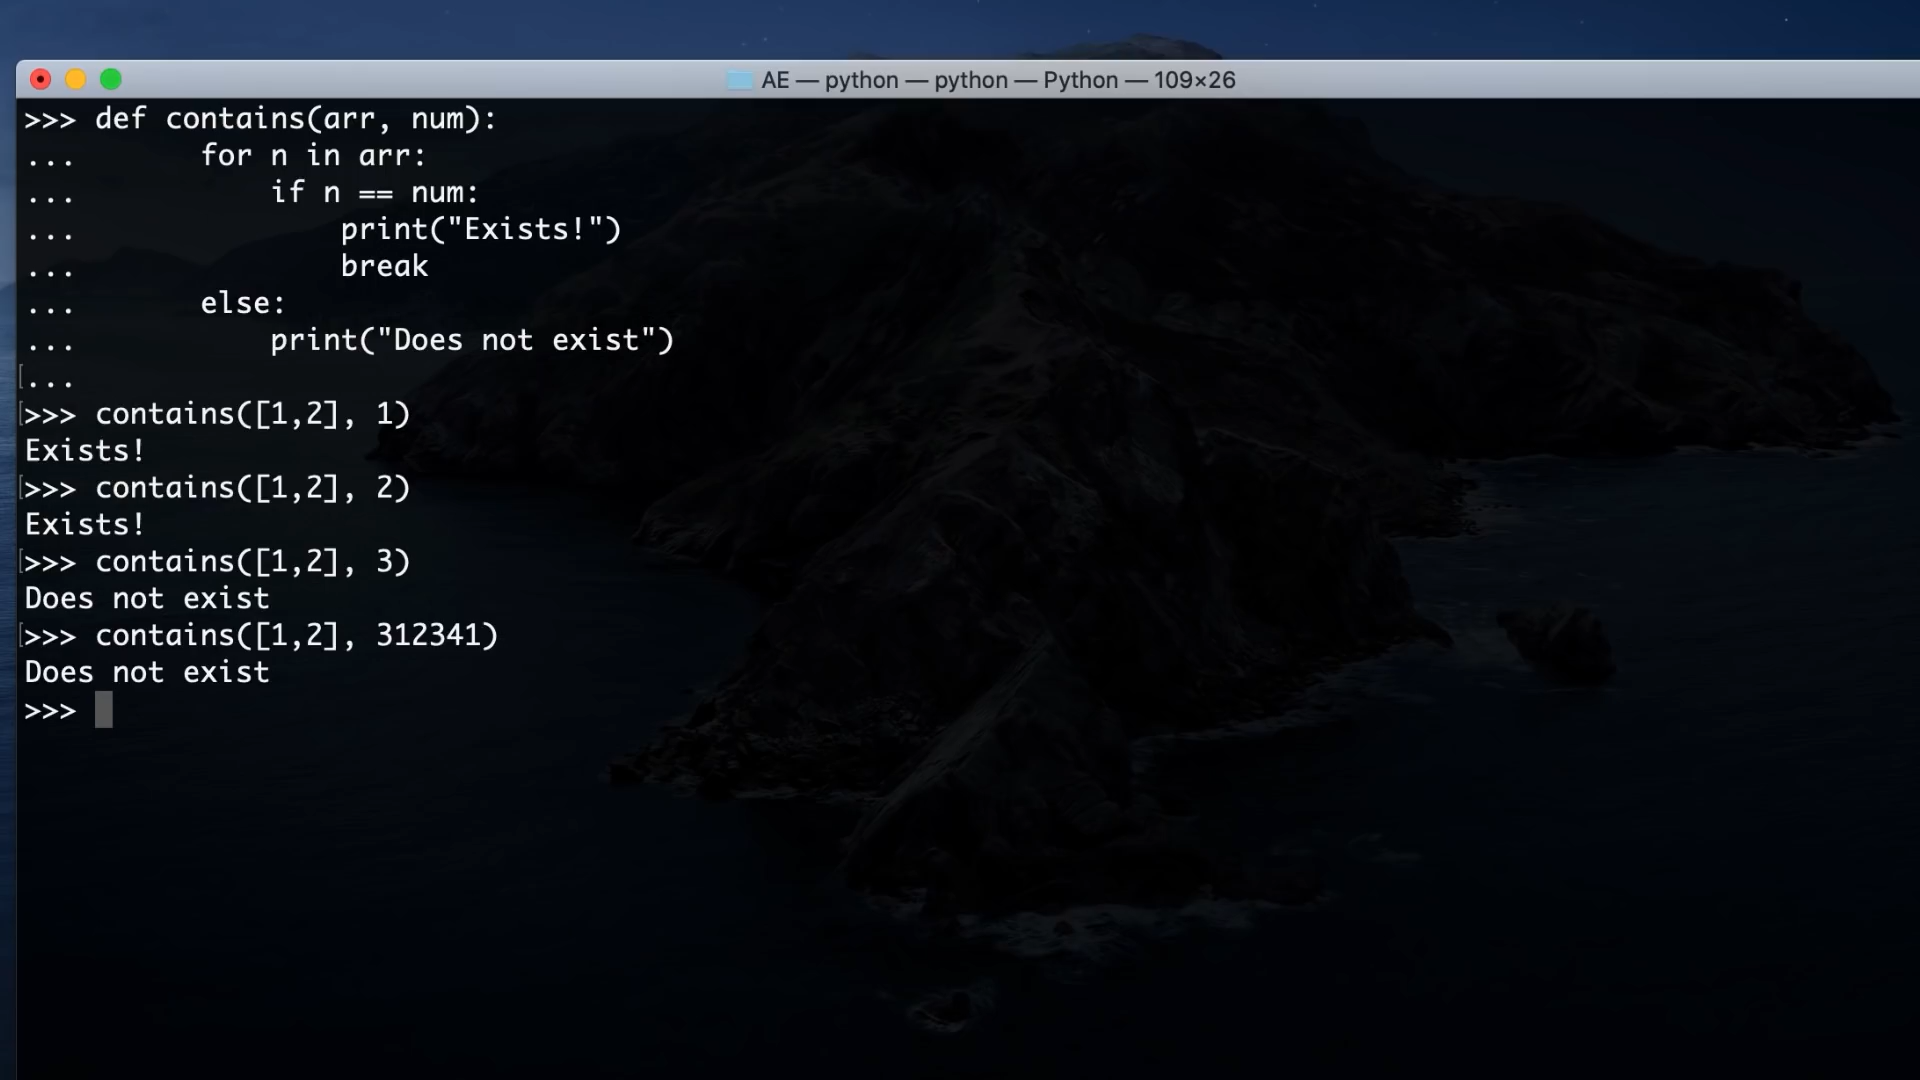 AE — python — python — Python — 109×26
>>> def contains(arr, num):
...       for n in arr:
...           if n == num:
...               print("Exists!")
...               break
...       else:
...           print("Does not exist")
[...
[>>> contains([1,2], 1)
Exists!
[>>> contains([1,2], 2)
Exists!
[>>> contains([1,2], 3)
Does not exist
[>>> contains([1,2], 312341)
Does not exist
>>>